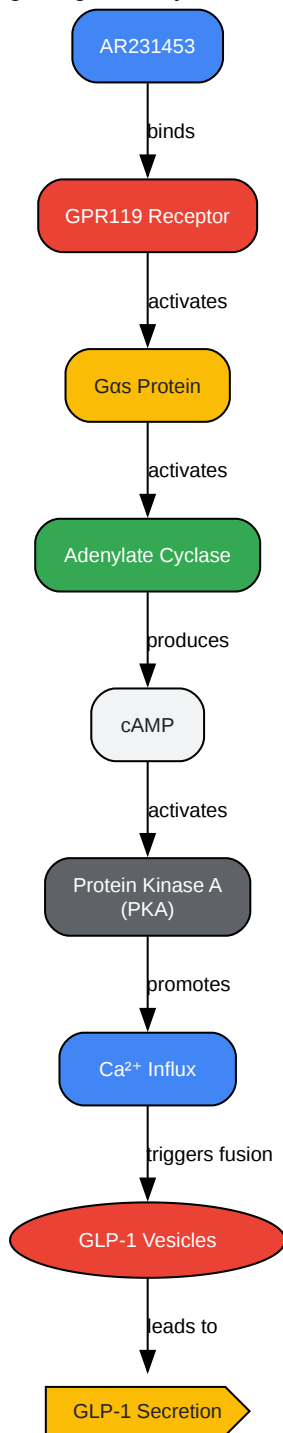 AR231453
binds
GPR119 Receptor
activates
Gαs Protein
activates
Adenylate Cyclase
produces
cAMP
activates
Protein Kinase A
(PKA)
promotes
Ca²⁺ Influx
triggers fusion
GLP-1 Vesicles
leads to
GLP-1 Secretion